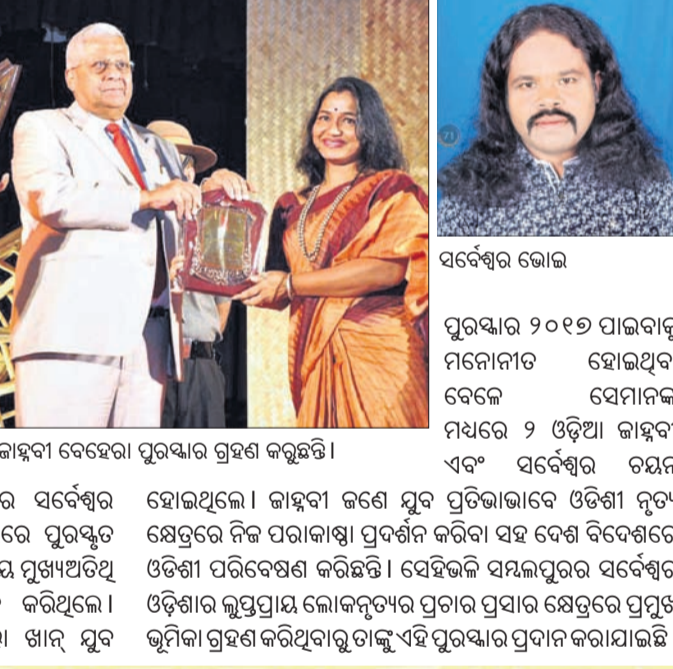 ସର୍ବେଶ୍ୱର ଭୋଇ
ଜାହ୍ନବୀ ବେହେରା ପୁରସ୍କାର ଗ୍ରହଣ କରୁଛନ୍ତି।
ର ସର୍ବେଶ୍ୱର
ରେ ପୁରସ୍କୃତ
ୟ ମୁଖ୍ୟଅତିଥି
କରିଥିଲେ।
ଖାନ୍ ଯୁବ
ପୁରସ୍କାର ୨୦୧୭ ପାଇବାକୁ
ମନୋନୀତ ହୋଇଥିବ
ବେଳେ ସେମାନଙ୍କ
ମଧ୍ୟରେ ୨ ଓଡ଼ିଆ ଜାହ୍ନବୀ
ଏବଂ ସର୍ବେଶ୍ୱର ଚୟନ
ହୋଇଥିଲେ। ଜାହ୍ନବୀ ଜଣେ ଯୁବ ପ୍ରତିଭାଭାବେ ଓଡିଶୀ ନୃତ୍ୟ
କ୍ଷେତ୍ରରେ ନିଜ ପରାକାଷ୍ଠା ପ୍ରଦର୍ଶନ କରିବା ସହ ଦେଶ ବିଦେଶରେ
ଓଡିଶୀ ପରିବେଷଣ କରିଛନ୍ତି। ସେହିଭଳି ସମ୍ବଲପୁରର ସର୍ବେଶ୍ୱର
ଓଡ଼ିଶାର ଲୁପ୍ତପ୍ରାୟ ଲୋକନୃତ୍ୟର ପ୍ରଚାର ପ୍ରସାର କ୍ଷେତ୍ରରେ ପ୍ରମୁଖ
ଭୂମିକା ଗ୍ରହଣ କରିଥିବାରୁ ତାଙ୍କୁ ଏହି ପୁରସ୍କାର ପ୍ରଦାନ କରାଯାଇଛି